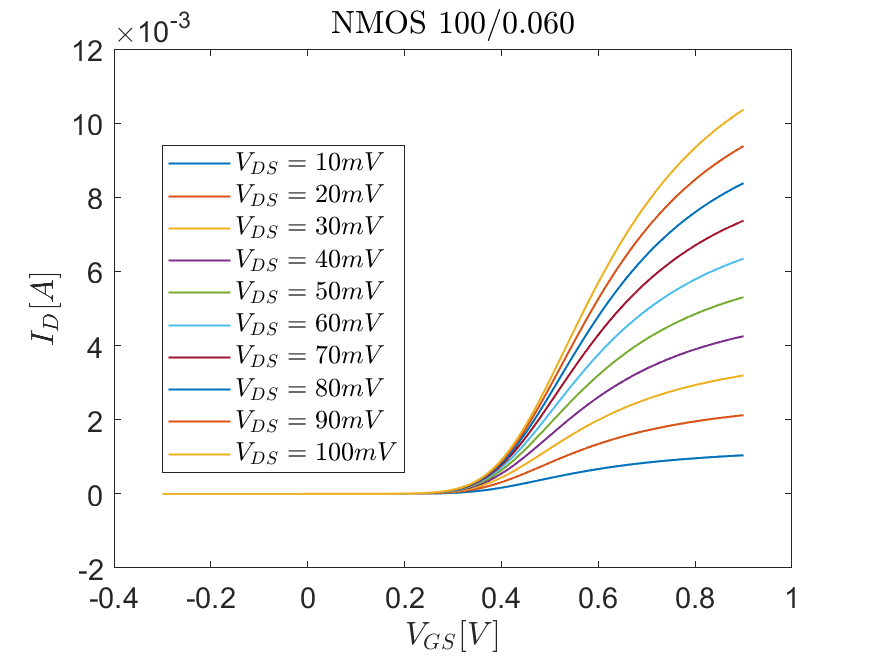 NMOS 100/0.060
×10-3
12
10
8
6
4
2
0
-2
I_D[A]
V_DS = 10mV
V_DS = 20mV
V_DS = 30mV
V_DS = 40mV
V_DS = 50mV
V_DS = 60mV
V_DS = 70mV
V_DS = 80mV
V_DS = 90mV
V_DS = 100mV
-0.4 -0.2 0 0.2 0.4 0.6 0.8 1
V_GS[V]